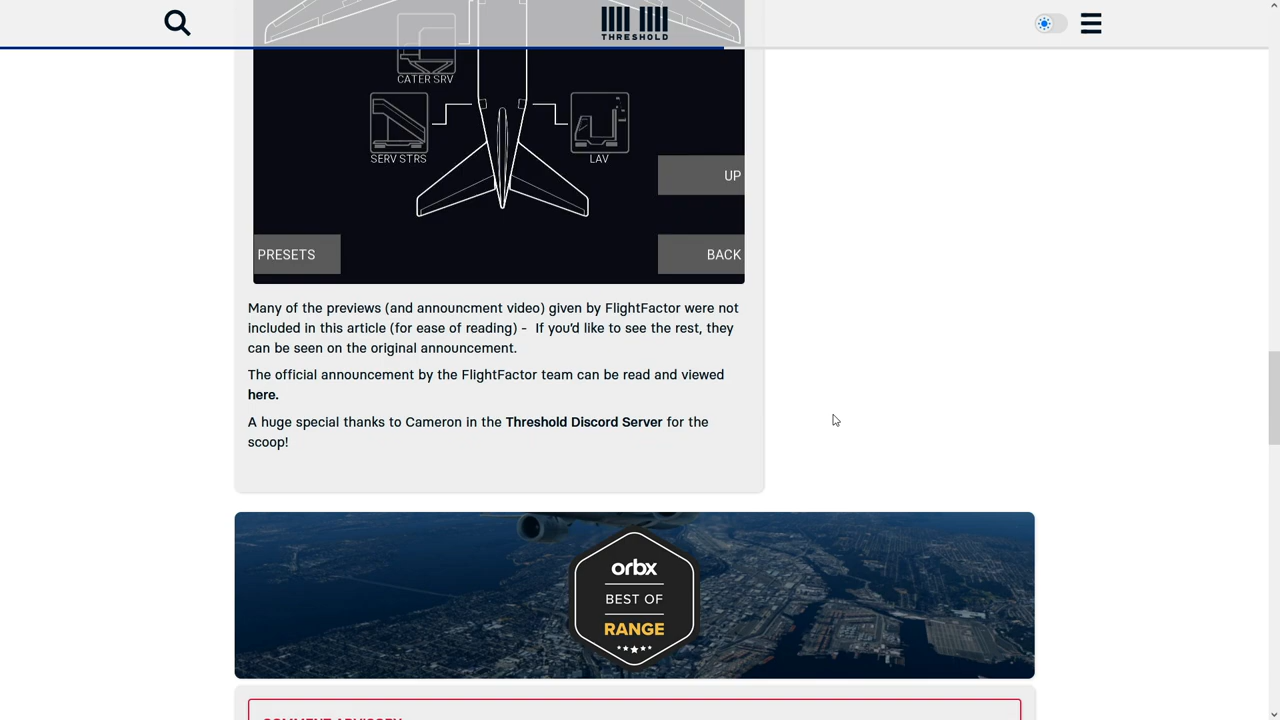 THRESHOLD
CATER SRV
SERV STRS
LAV
UP
PRESETS
BACK
Many of the previews (and announcment video) given by FlightFactor were not
included in this article (for ease of reading) - If you'd like to see the rest, they
can be seen on the original announcement.
The official announcement by the FlightFactor team can be read and viewed
here.
A huge special thanks to Cameron in the Threshold Discord Server for the
scoop!
orbx
BEST OF
RANGE
COMMENT ADVISORY